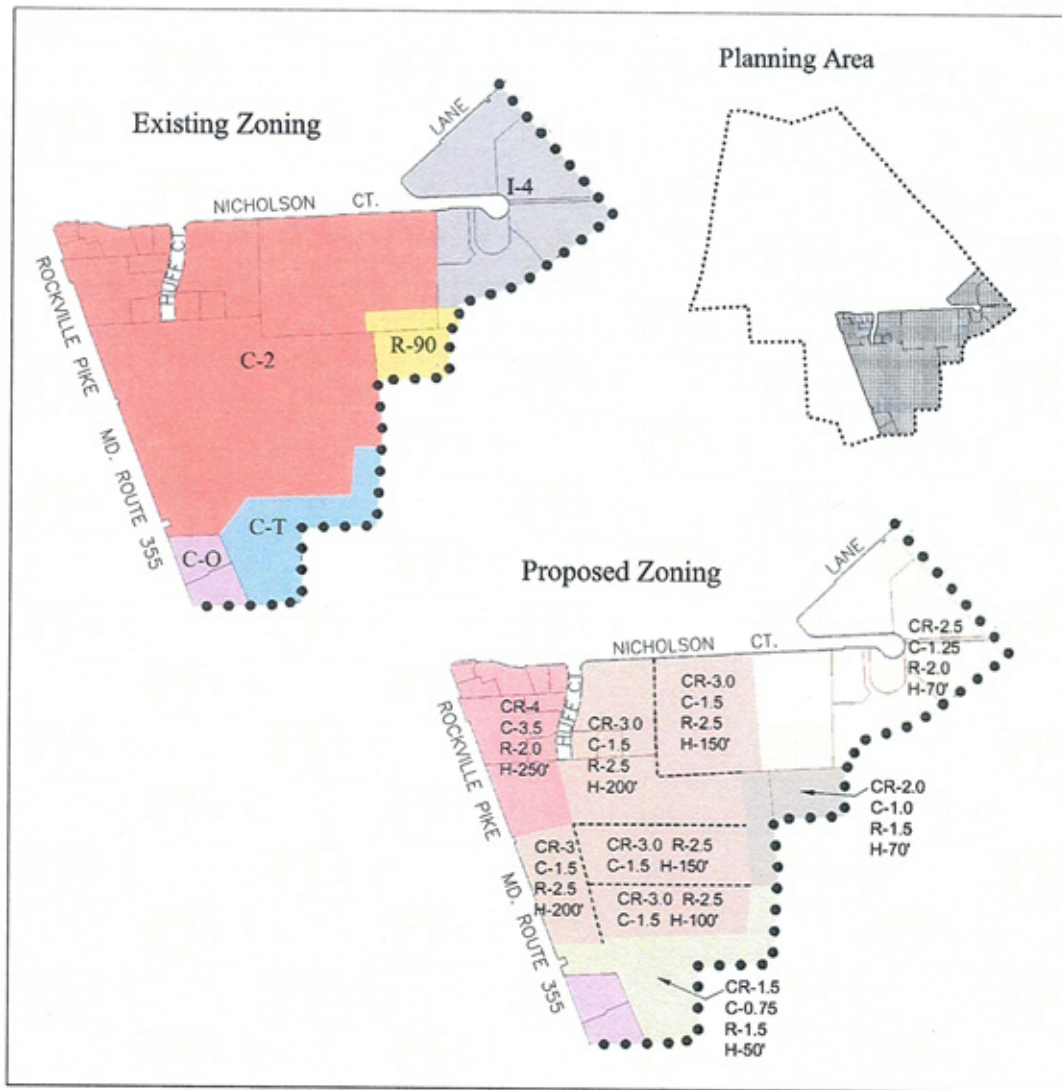 Planning Area
Existing Zoning
LANE
I-4
NICHOLSON CT.
HUFF CT.
ROCKVILLE PIKE
C-2
R-90
MD. ROUTE 355
C-T
C-O
Proposed Zoning
LANE
NICHOLSON CT.
CR-2.5
C-1.25
R-2.0
H-70'
HUFF CT.
CR-3.0
C-1.5
R-2.5
H-150'
CR-4
C-3.5
R-2.0
H-250'
CR-3.0
C-1.5
R-2.5
H-200'
ROCKVILLE PIKE
CR-2.0
C-1.0
R-1.5
H-70'
CR-3
C-1.5
R-2.5
H-200'
CR-3.0 R-2.5
C-1.5 H-150'
CR-3.0 R-2.5
C-1.5 H-100'
MD. ROUTE 355
CR-1.5
C-0.75
R-1.5
H-50'